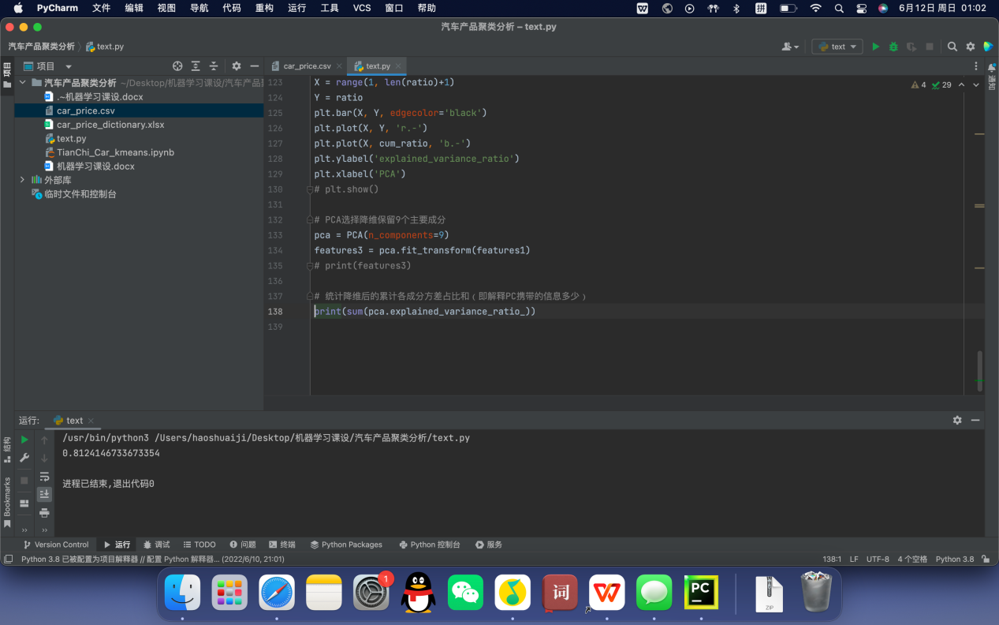 PyCharm 文件 编辑 视图 导航 代码 重构 运行 工具 VCS 窗口 帮助 拼 6月12日 周日 01:02
汽车产品聚类分析 – text.py
汽车产品聚类分析 〉 text.py text
项目 car_price.csv text.py
项目
汽车产品聚类分析 ~/Desktop/机器学习课设/汽车产品
.~机器学习课设.docx
car_price.csv
car_price_dictionary.xlsx
text.py
TianChi_Car_kmeans.ipynb
机器学习课设.docx
外部库
临时文件和控制台
4 29
通知
123 X = range(1, len(ratio)+1)
124 Y = ratio
125 plt.bar(X, Y, edgecolor='black')
126 plt.plot(X, Y, 'r.-')
127 plt.plot(X, cum_ratio, 'b.-')
128 plt.ylabel('explained_variance_ratio')
129 plt.xlabel('PCA')
130 # plt.show()
131
132 # PCA选择降维保留9个主要成分
133 pca = PCA(n_components=9)
134 features3 = pca.fit_transform(features1)
135 # print(features3)
136
137 # 统计降维后的累计各成分方差占比和（即解释PC携带的信息多少）
138 print(sum(pca.explained_variance_ratio_))
139
运行: text
/usr/bin/python3 /Users/haoshuaiji/Desktop/机器学习课设/汽车产品聚类分析/text.py
0.8124146733673354
进程已结束,退出代码0
结构
Bookmarks
Version Control 运行 调试 TODO 问题 终端 Python Packages Python 控制台 服务
Python 3.8 已被配置为项目解释器 // 配置 Python 解释器... (2022/6/10, 21:01) 138:1 LF UTF-8 4 个空格 Python 3.8
1
词
PC
ZIP